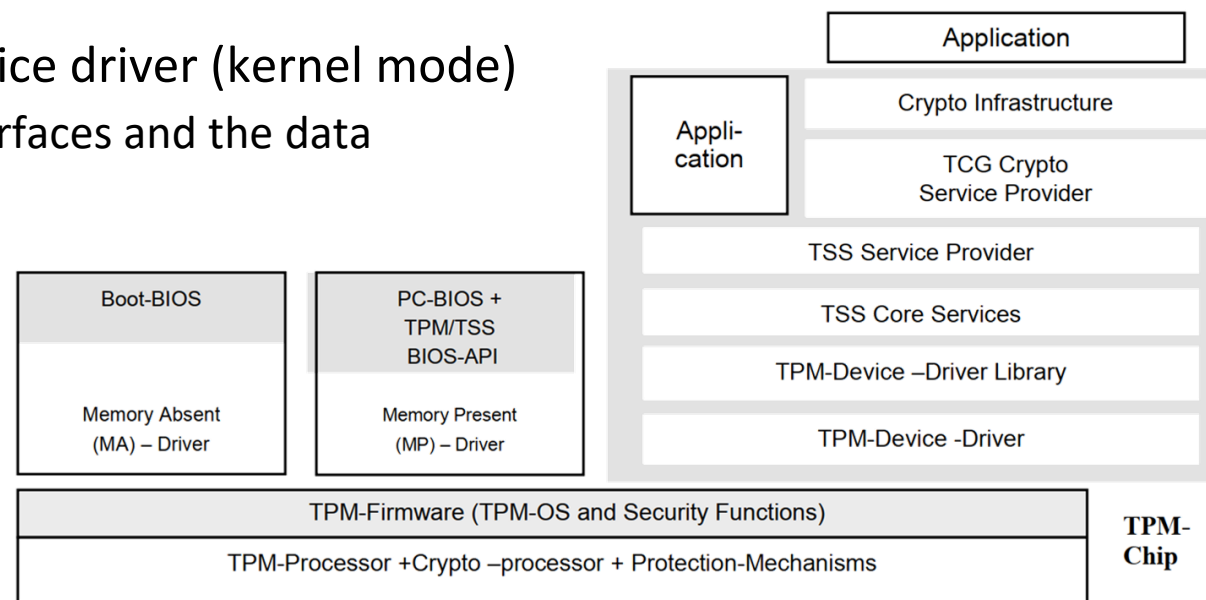 ice driver (kernel mode)
rfaces and the data
Application
Appli-
cation
Crypto Infrastructure
TCG Crypto
Service Provider
TSS Service Provider
TSS Core Services
TPM-Device –Driver Library
TPM-Device -Driver
Boot-BIOS
Memory Absent
(MA) – Driver
PC-BIOS +
TPM/TSS
BIOS-API
Memory Present
(MP) – Driver
TPM-Firmware (TPM-OS and Security Functions)
TPM-Processor +Crypto –processor + Protection-Mechanisms
TPM-
Chip